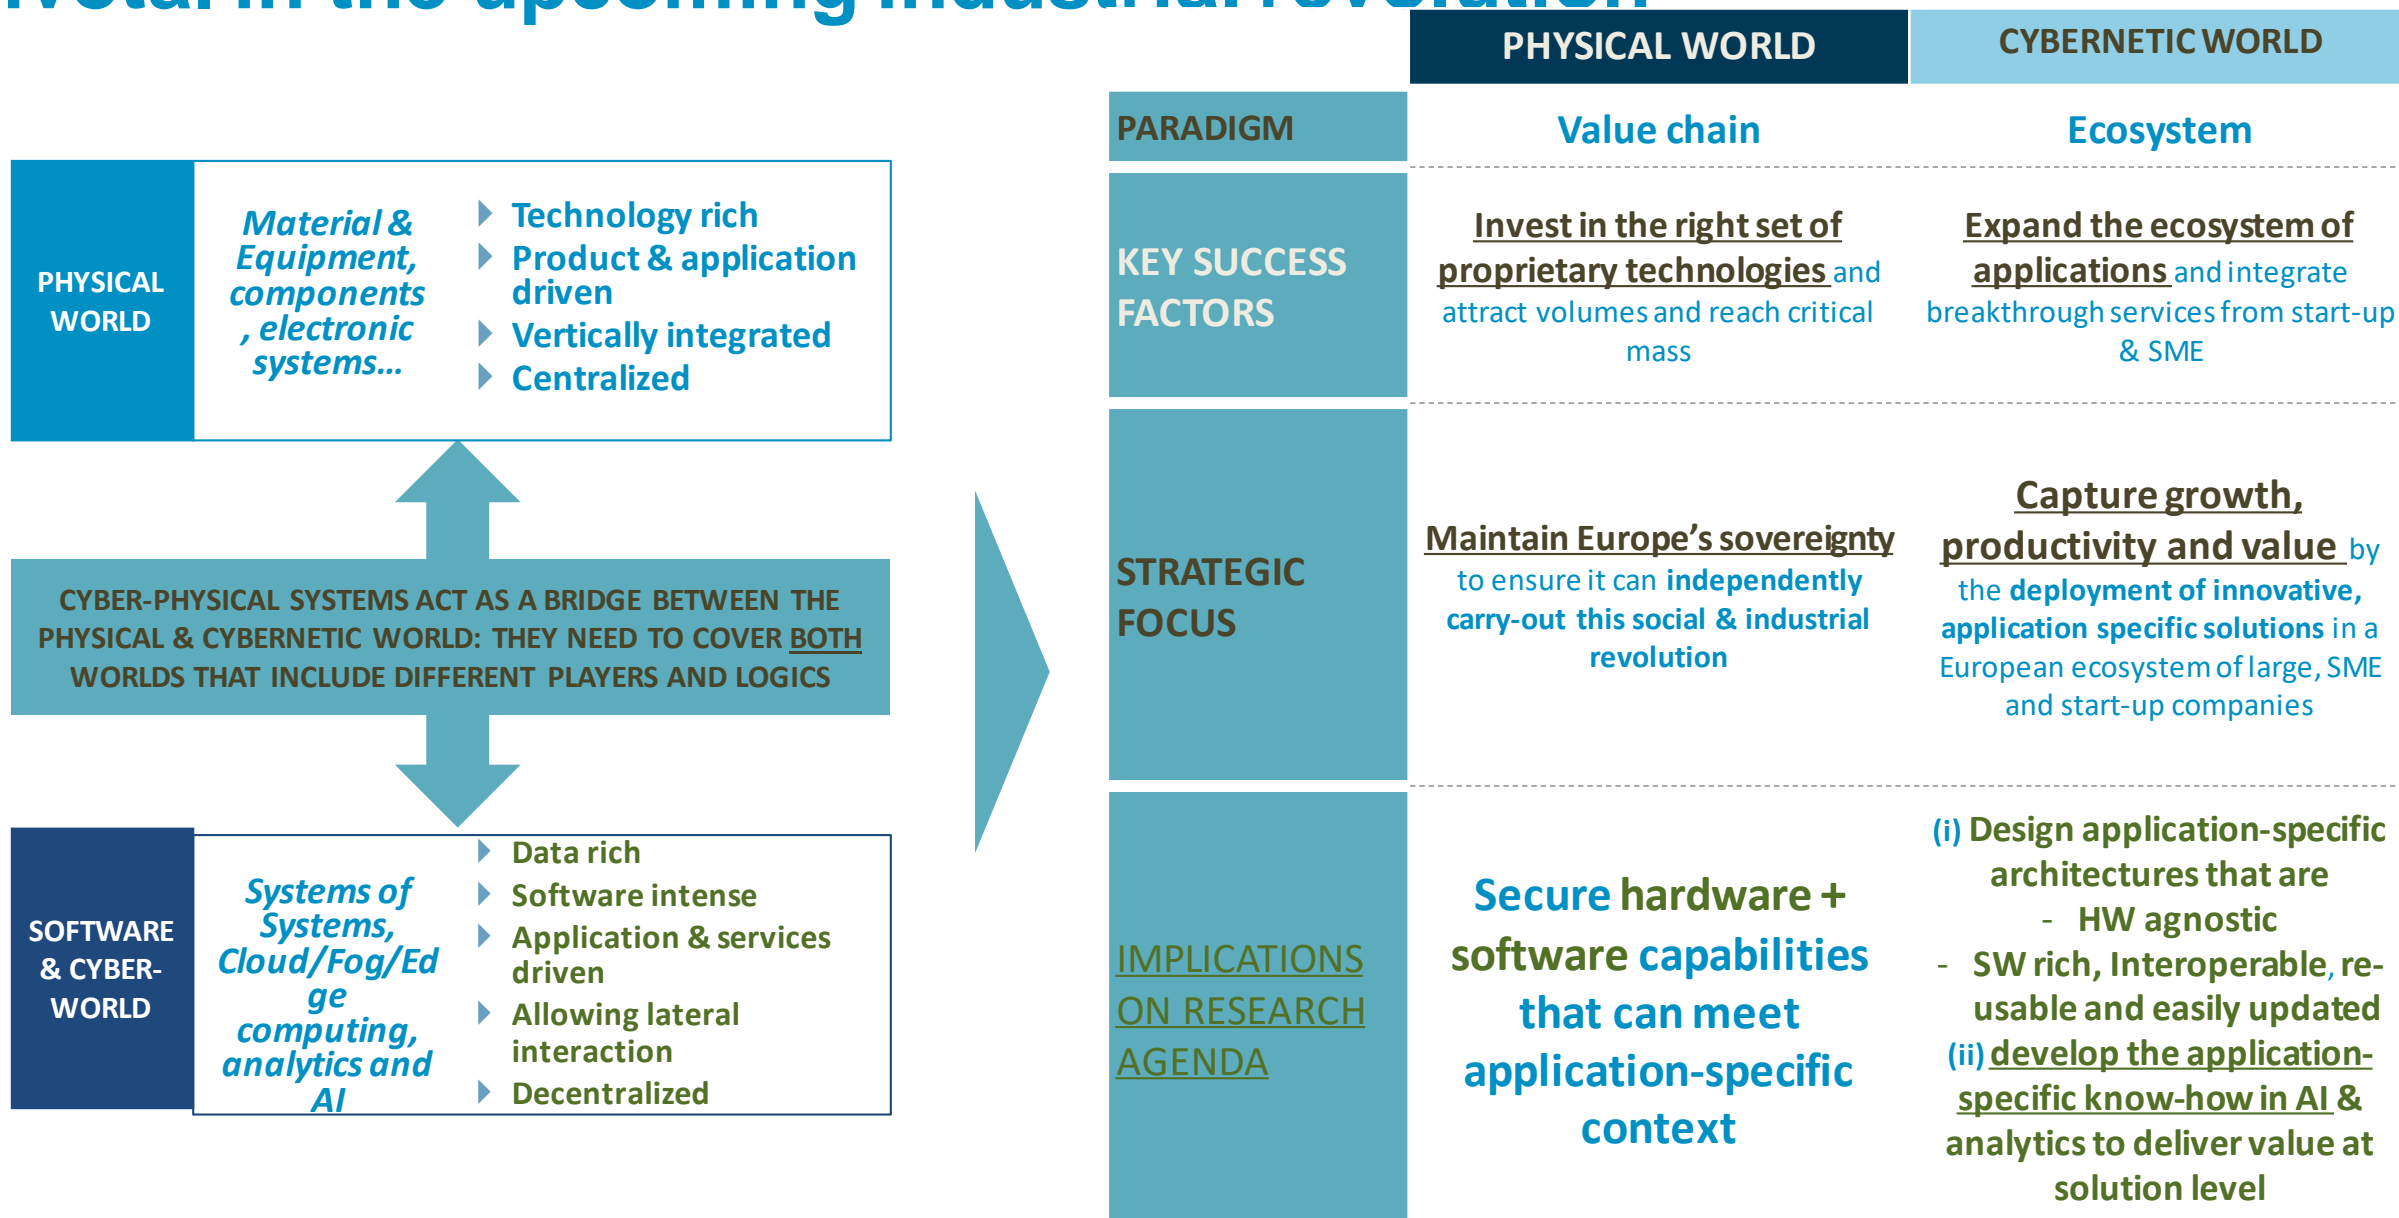 in the upcoming industrial revolution
PHYSICAL
WORLD
Material &
Equipment,
components
, electronic
systems...
Technology rich
Product & application
driven
Vertically integrated
Centralized
CYBER-PHYSICAL SYSTEMS ACT AS A BRIDGE BETWEEN THE
PHYSICAL & CYBERNETIC WORLD: THEY NEED TO COVER BOTH
WORLDS THAT INCLUDE DIFFERENT PLAYERS AND LOGICS
SOFTWARE
& CYBER-
WORLD
Systems of
Systems,
Cloud/Fog/Ed
ge
computing,
analytics and
AI
Data rich
Software intense
Application & services
driven
Allowing lateral
interaction
Decentralized
PHYSICAL WORLD
CYBERNETIC WORLD
PARADIGM
Value chain
Ecosystem
KEY SUCCESS
FACTORS
Invest in the right set of
proprietary technologies and
attract volumes and reach critical
mass
Expand the ecosystem of
applications and integrate
breakthrough services from start-up
& SME
STRATEGIC
FOCUS
Maintain Europe’s sovereignty
to ensure it can independently
carry-out this social & industrial
revolution
Capture growth,
productivity and value by
the deployment of innovative,
application specific solutions in a
European ecosystem of large, SME
and start-up companies
IMPLICATIONS
ON RESEARCH
AGENDA
Secure hardware +
software capabilities
that can meet
application-specific
context
(i) Design application-specific
architectures that are
- HW agnostic
- SW rich, Interoperable, re-
usable and easily updated
(ii) develop the application-
specific know-how in AI &
analytics to deliver value at
solution level